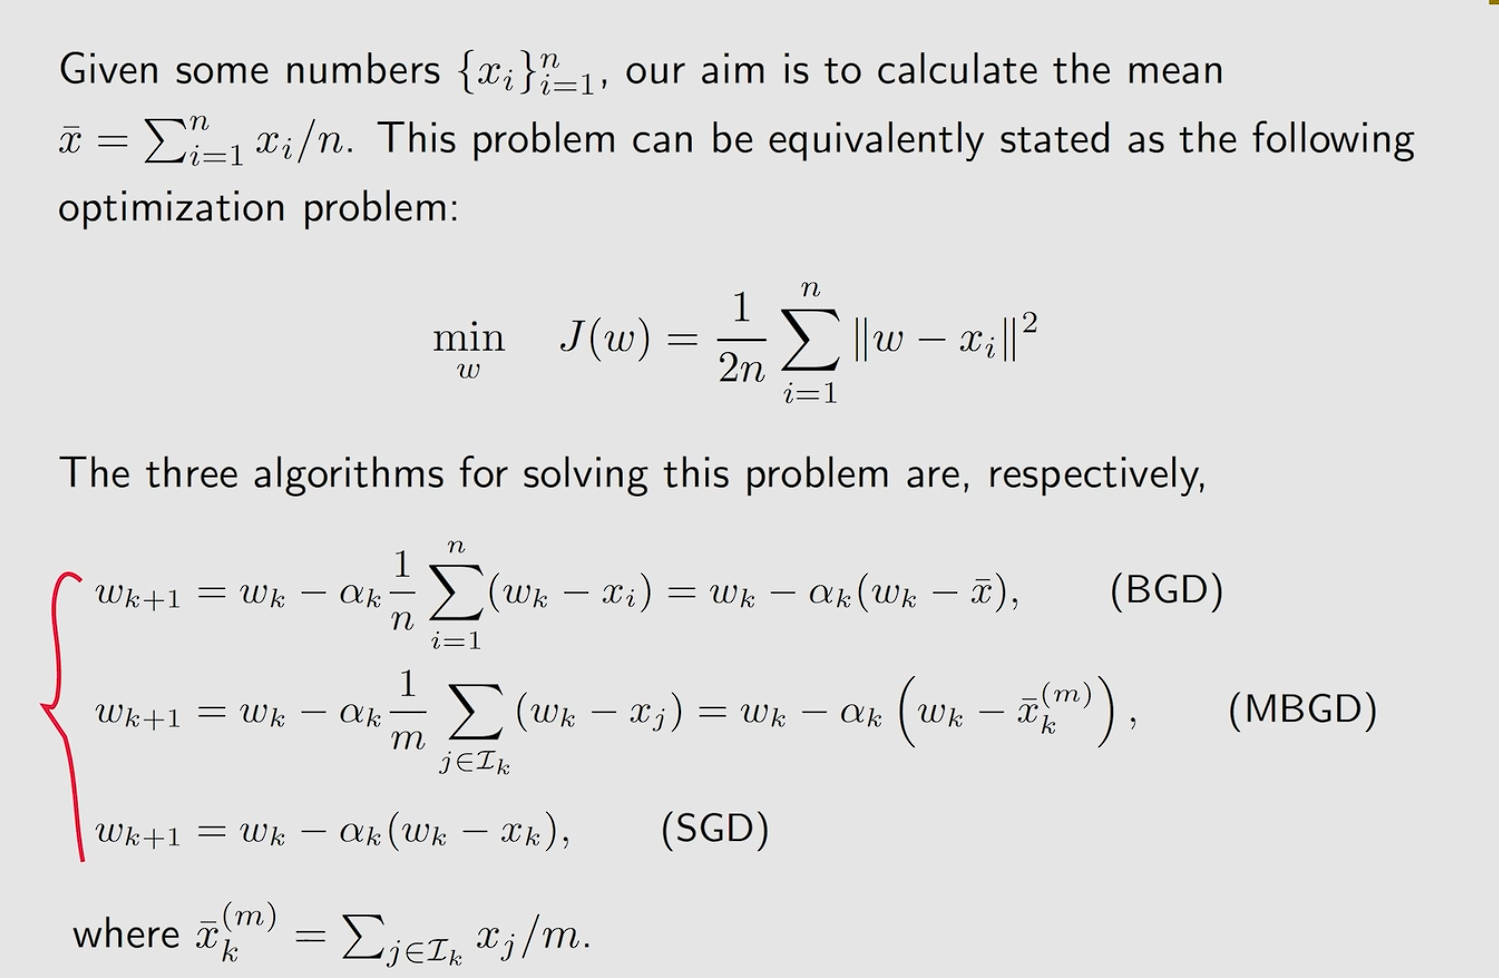 Given some numbers $\{x_i\}_{i=1}^n$, our aim is to calculate the mean
$\bar{x} = \sum_{i=1}^n x_i/n$. This problem can be equivalently stated as the following
optimization problem:
$\min_w \quad J(w) = \frac{1}{2n} \sum_{i=1}^n \|w - x_i\|^2$
The three algorithms for solving this problem are, respectively,
$w_{k+1} = w_k - \alpha_k \frac{1}{n} \sum_{i=1}^n (w_k - x_i) = w_k - \alpha_k (w_k - \bar{x}),$ (BGD)
$w_{k+1} = w_k - \alpha_k \frac{1}{m} \sum_{j \in \mathcal{I}_k} (w_k - x_j) = w_k - \alpha_k \left( w_k - \bar{x}_k^{(m)} \right),$ (MBGD)
$w_{k+1} = w_k - \alpha_k (w_k - x_k),$ (SGD)
where $\bar{x}_k^{(m)} = \sum_{j \in \mathcal{I}_k} x_j/m.$